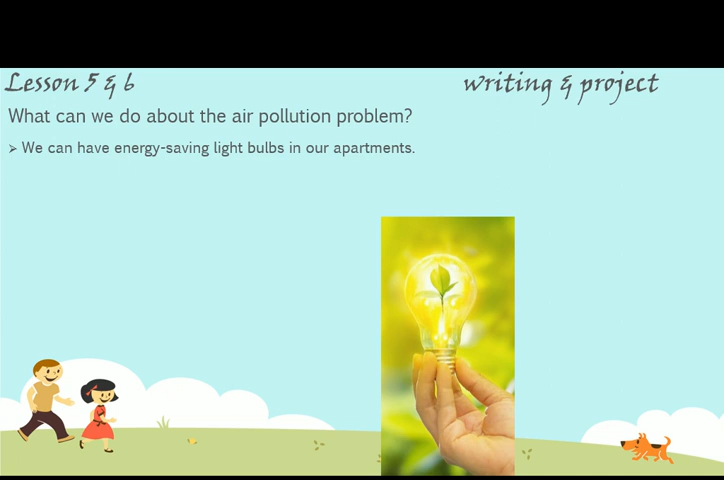 Lesson 5 & 6
writing & project
What can we do about the air pollution problem?
➢ We can have energy-saving light bulbs in our apartments.